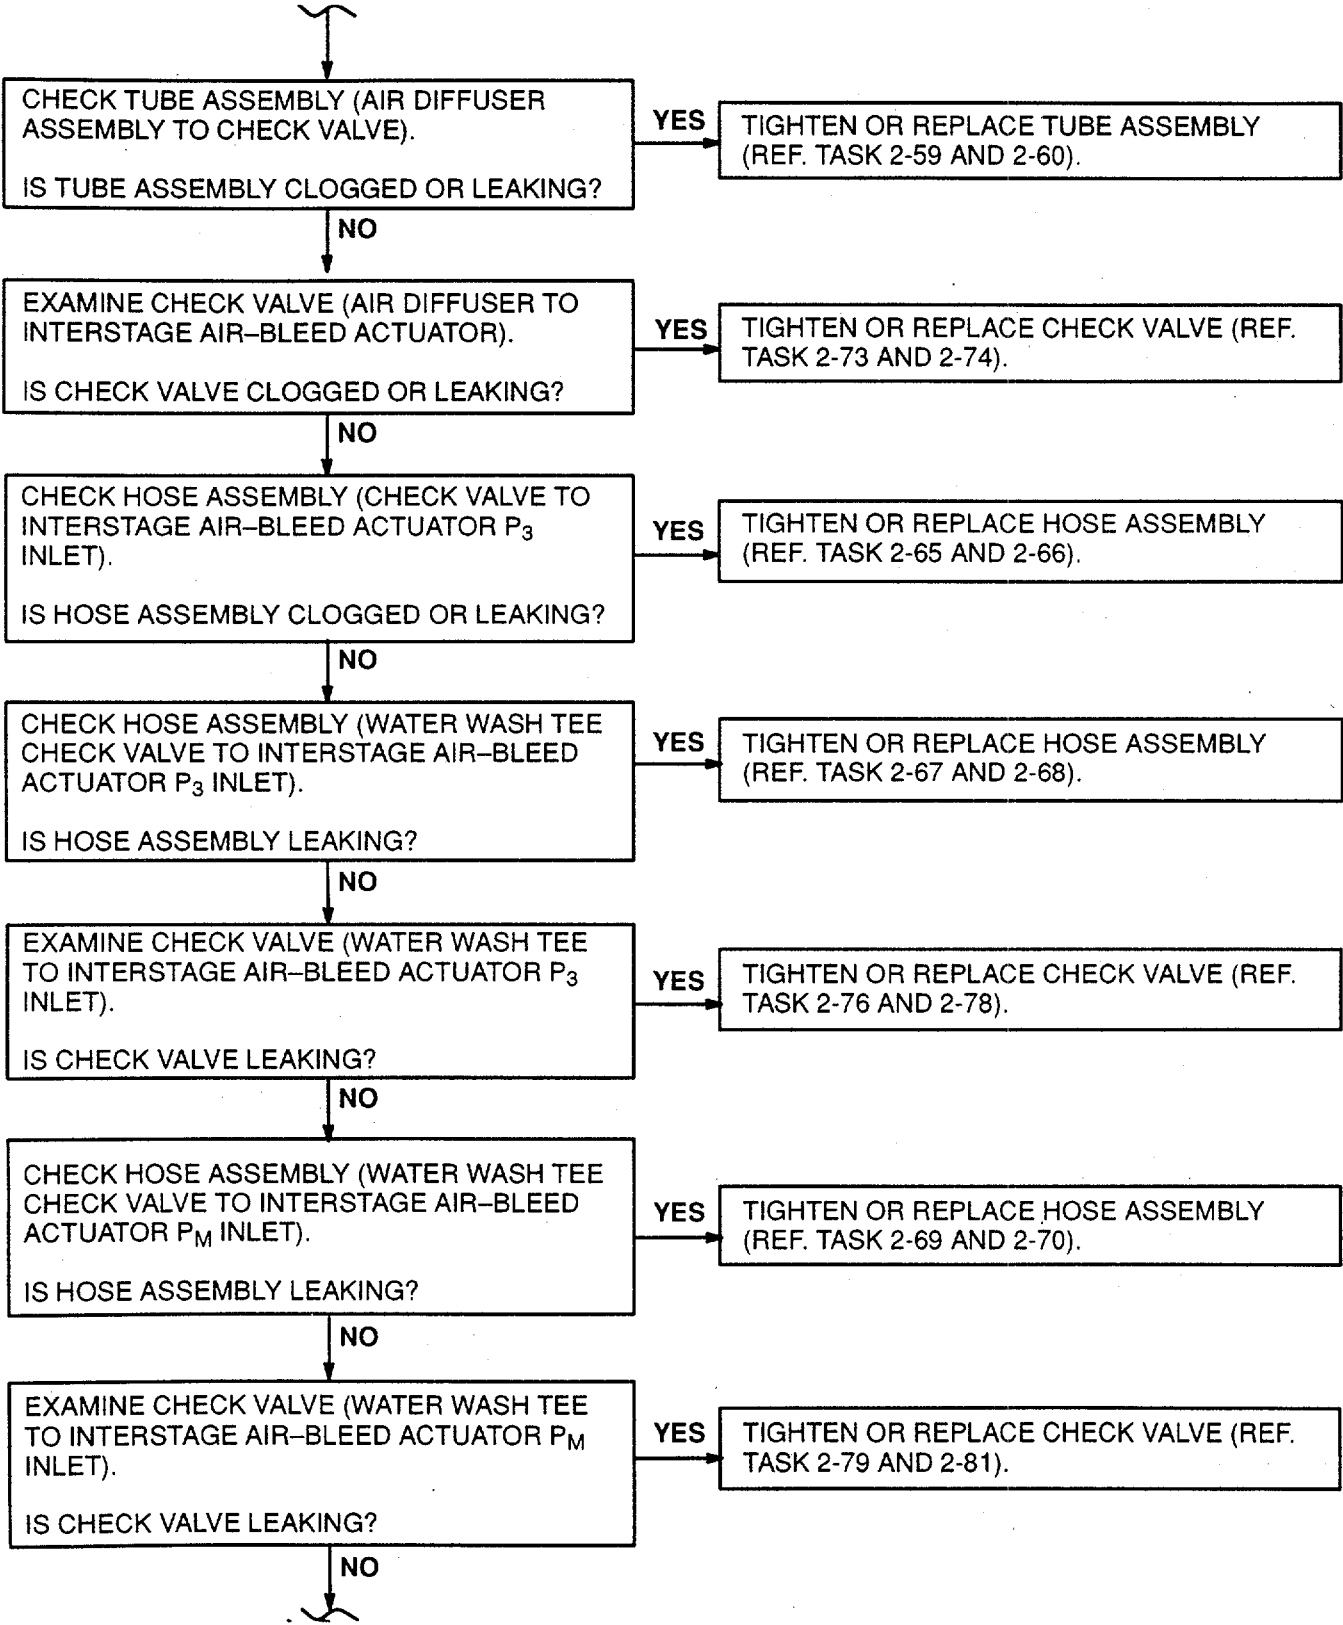 CHECK TUBE ASSEMBLY (AIR DIFFUSER
ASSEMBLY TO CHECK VALVE).
IS TUBE ASSEMBLY CLOGGED OR LEAKING?
YES
TIGHTEN OR REPLACE TUBE ASSEMBLY
(REF. TASK 2-59 AND 2-60).
NO
EXAMINE CHECK VALVE (AIR DIFFUSER TO
INTERSTAGE AIR–BLEED ACTUATOR).
IS CHECK VALVE CLOGGED OR LEAKING?
YES
TIGHTEN OR REPLACE CHECK VALVE (REF.
TASK 2-73 AND 2-74).
NO
CHECK HOSE ASSEMBLY (CHECK VALVE TO
INTERSTAGE AIR–BLEED ACTUATOR P₃
INLET).
IS HOSE ASSEMBLY CLOGGED OR LEAKING?
YES
TIGHTEN OR REPLACE HOSE ASSEMBLY
(REF. TASK 2-65 AND 2-66).
NO
CHECK HOSE ASSEMBLY (WATER WASH TEE
CHECK VALVE TO INTERSTAGE AIR–BLEED
ACTUATOR P₃ INLET).
IS HOSE ASSEMBLY LEAKING?
YES
TIGHTEN OR REPLACE HOSE ASSEMBLY
(REF. TASK 2-67 AND 2-68).
NO
EXAMINE CHECK VALVE (WATER WASH TEE
TO INTERSTAGE AIR–BLEED ACTUATOR P₃
INLET).
IS CHECK VALVE LEAKING?
YES
TIGHTEN OR REPLACE CHECK VALVE (REF.
TASK 2-76 AND 2-78).
NO
CHECK HOSE ASSEMBLY (WATER WASH TEE
CHECK VALVE TO INTERSTAGE AIR–BLEED
ACTUATOR PM INLET).
IS HOSE ASSEMBLY LEAKING?
YES
TIGHTEN OR REPLACE HOSE ASSEMBLY
(REF. TASK 2-69 AND 2-70).
NO
EXAMINE CHECK VALVE (WATER WASH TEE
TO INTERSTAGE AIR–BLEED ACTUATOR PM
INLET).
IS CHECK VALVE LEAKING?
YES
TIGHTEN OR REPLACE CHECK VALVE (REF.
TASK 2-79 AND 2-81).
NO